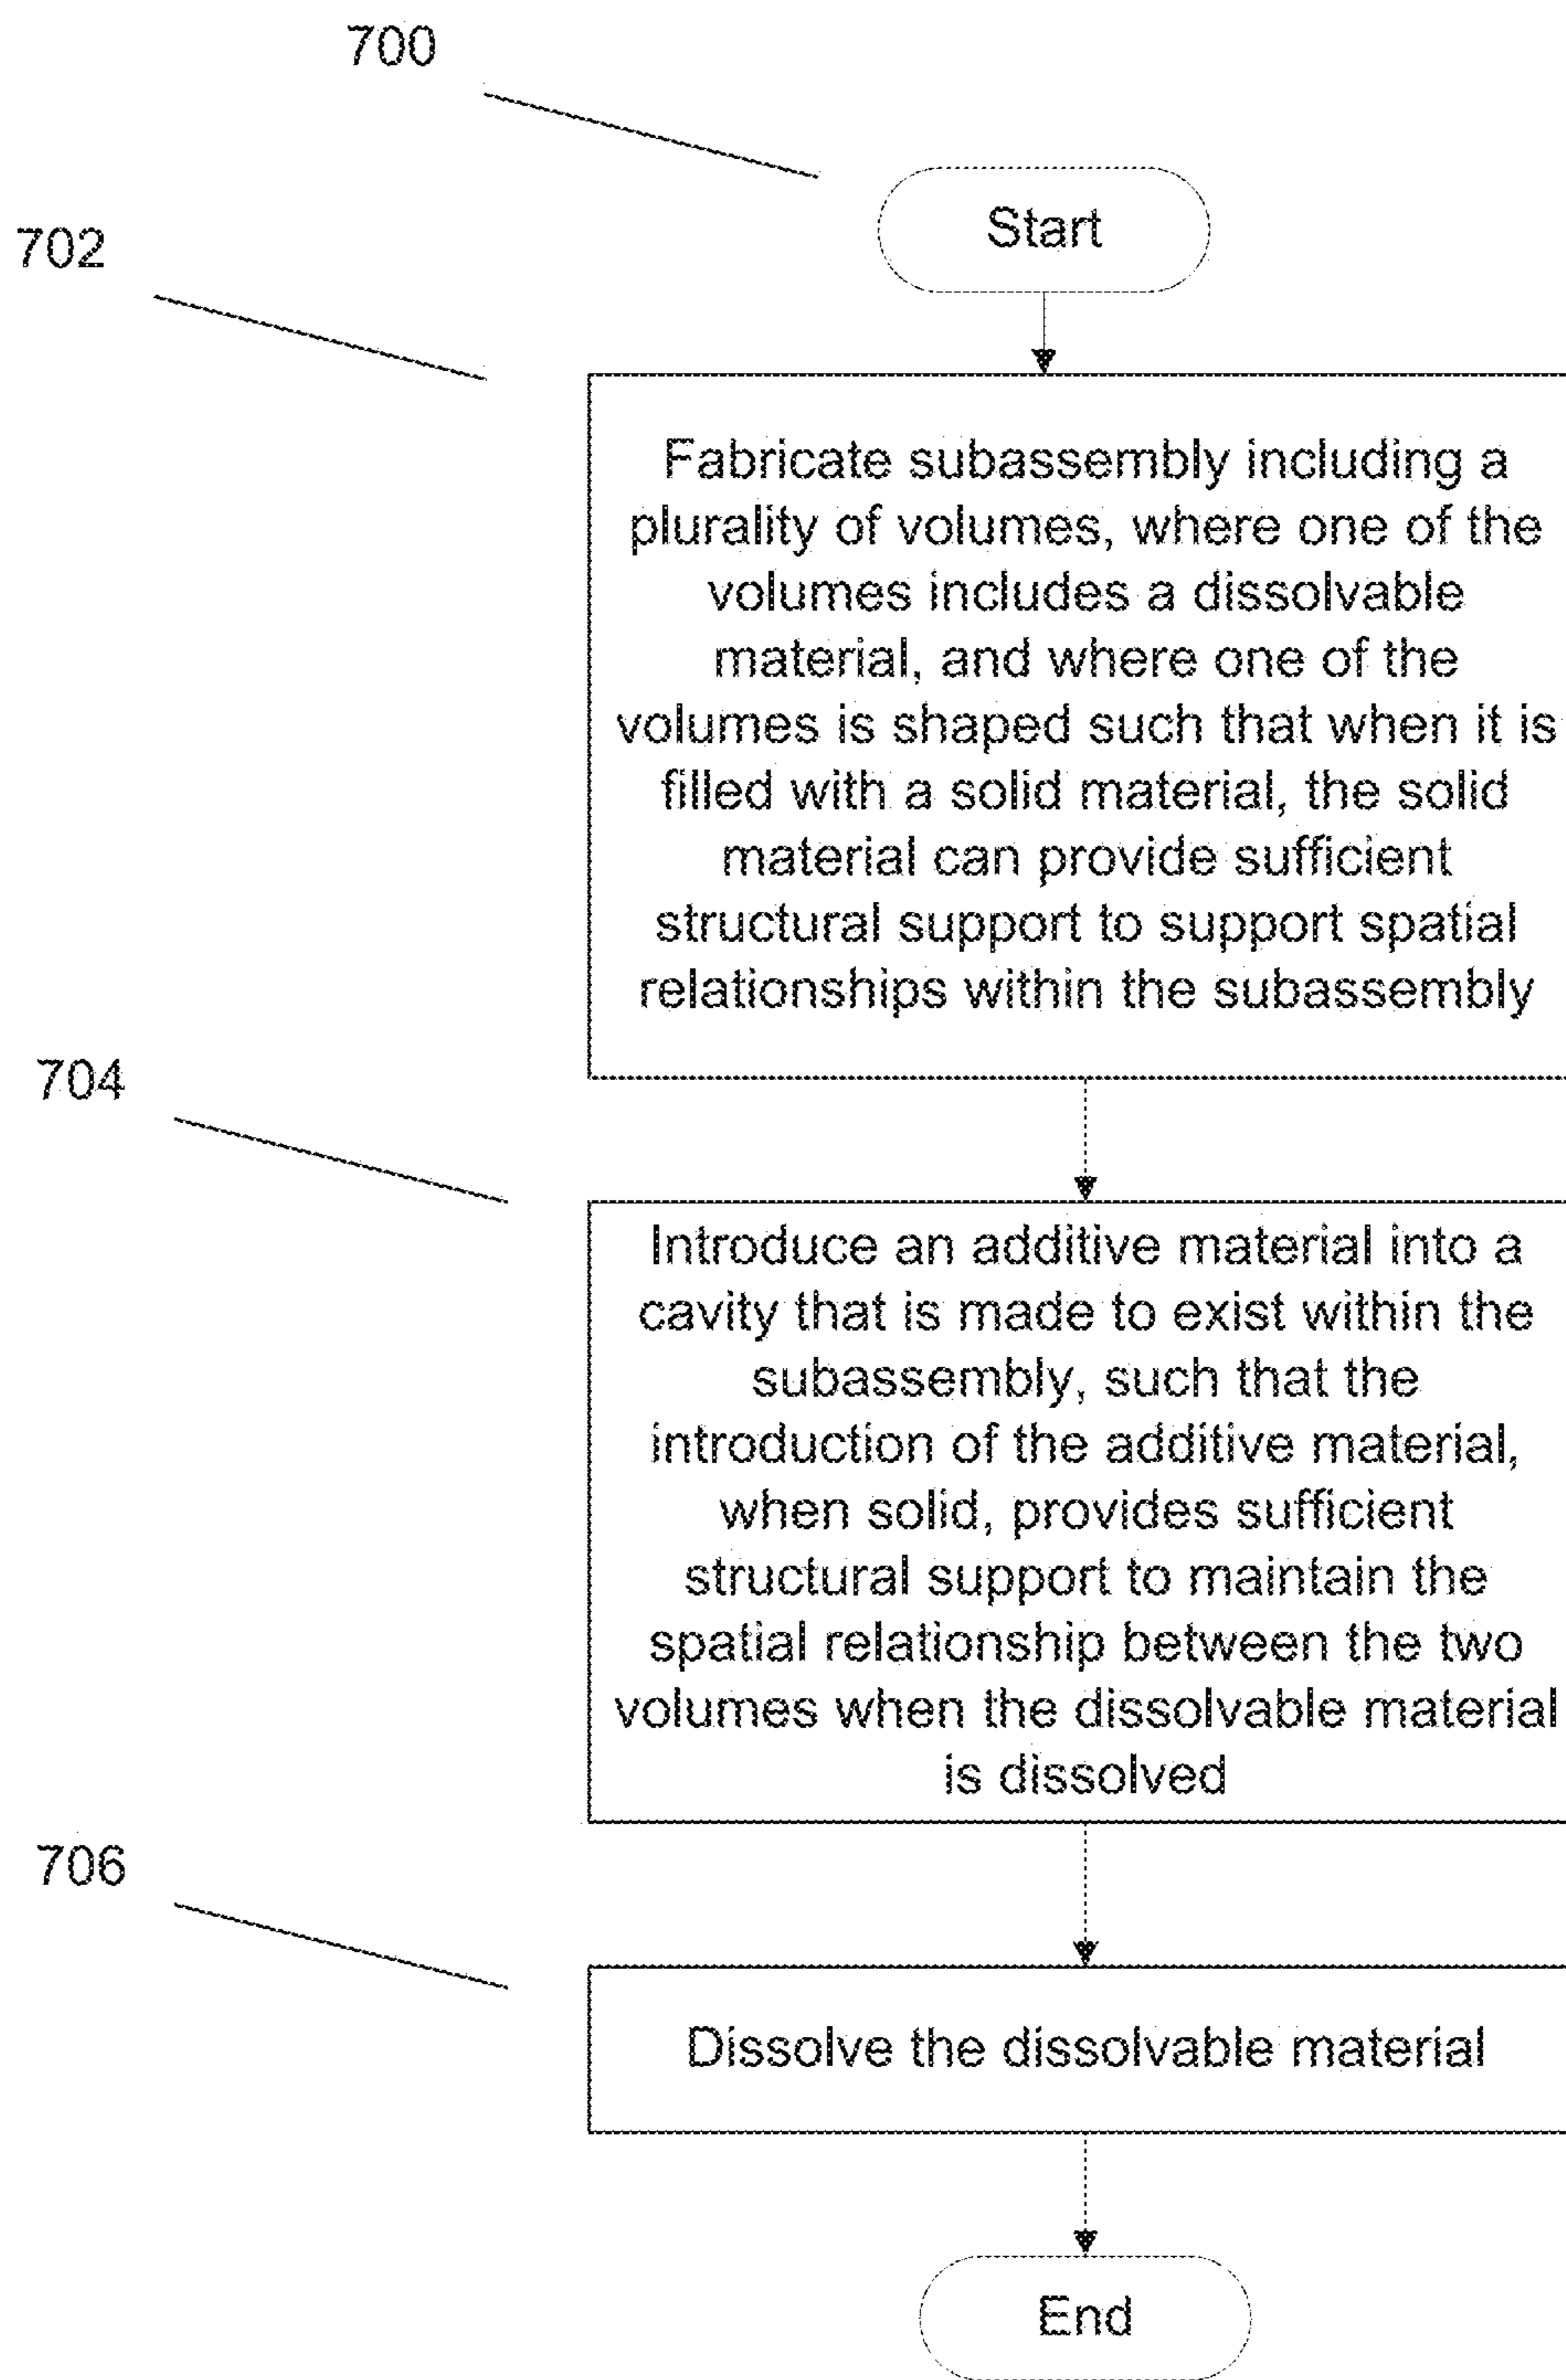 700
Start
702
Fabricate subassembly including a
plurality of volumes, where one of the
volumes includes a dissolvable
material, and where one of the
volumes is shaped such that when it is
filled with a solid material, the solid
material can provide sufficient
structural support to support spatial
relationships within the subassembly
704
Introduce an additive material into a
cavity that is made to exist within the
subassembly, such that the
introduction of the additive material,
when solid, provides sufficient
structural support to maintain the
spatial relationship between the two
volumes when the dissolvable material
is dissolved
706
Dissolve the dissolvable material
End